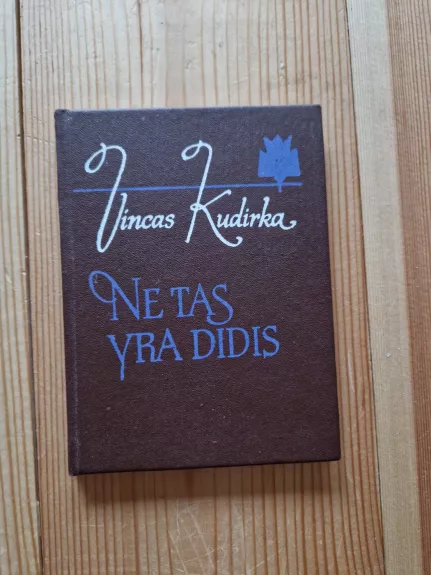 Vincas Kudirka
NE TAS
YRA DIDIS